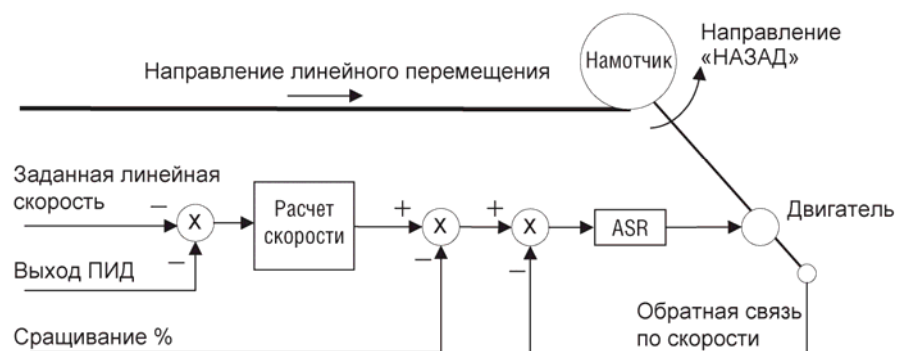 Направление
«НАЗАД»
Намотчик
Направление линейного перемещения
Заданная линейная
скорость
Расчет
скорости
ASR
Двигатель
Выход ПИД
Обратная связь
по скорости
Сращивание %
− X − + X − + X −